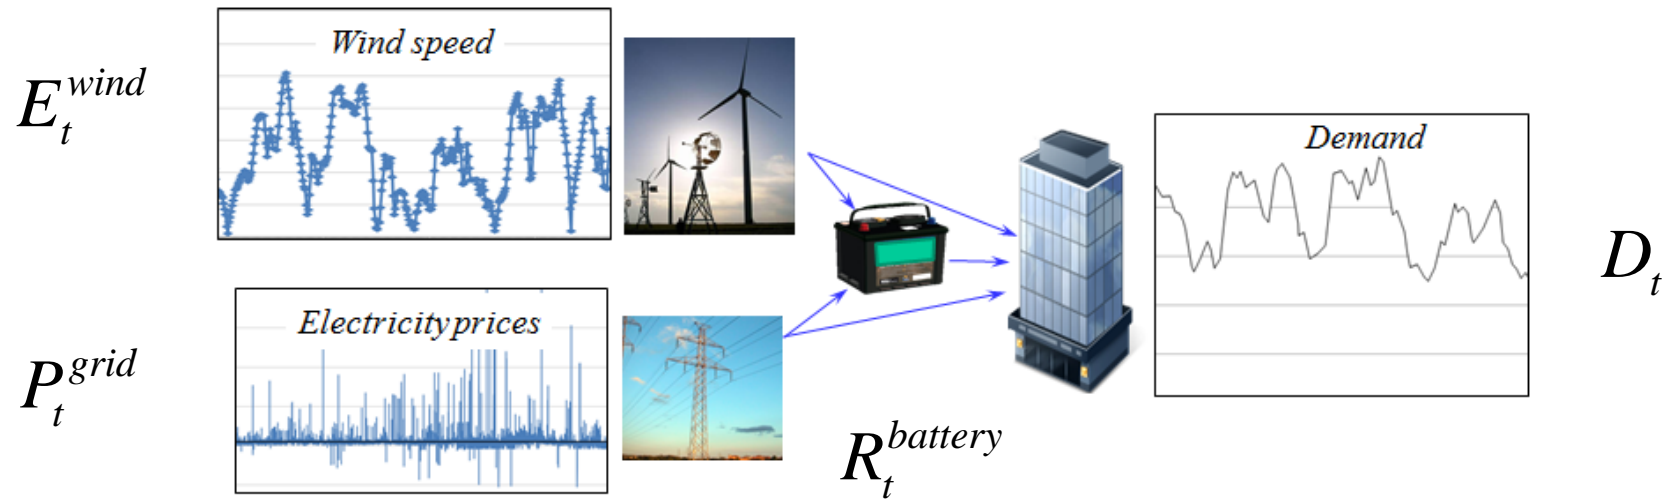 E_t^{wind}
Wind speed
Demand
D_t
P_t^{grid}
Electricity prices
R_t^{battery}